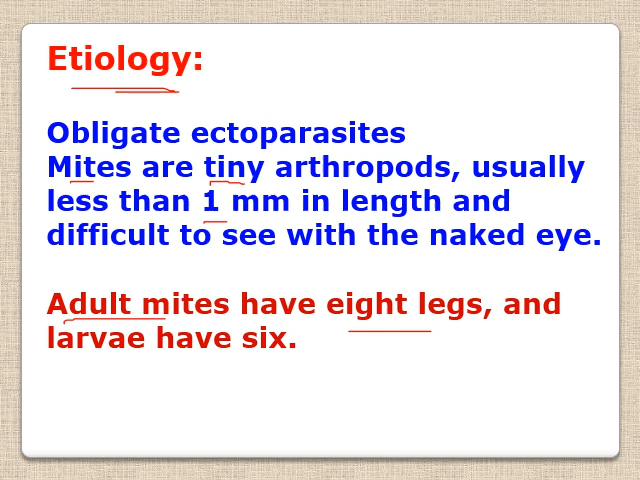 Etiology:
Obligate ectoparasites
Mites are tiny arthropods, usually
less than 1 mm in length and
difficult to see with the naked eye.
Adult mites have eight legs, and
larvae have six.